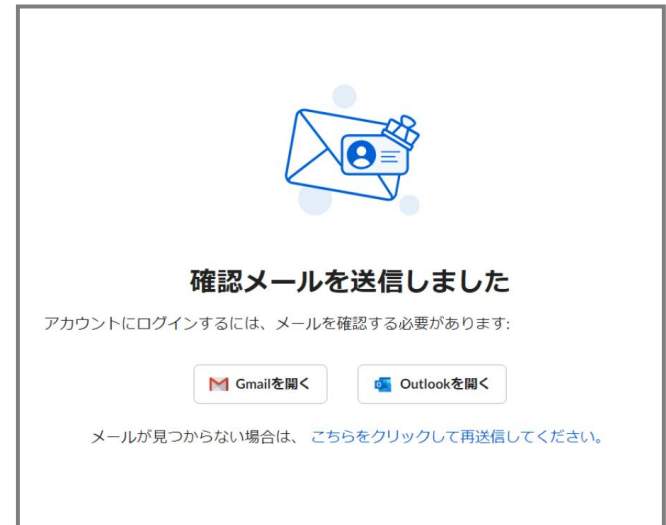 確認メールを送信しました
アカウントにログインするには、メールを確認する必要があります:
Gmailを開く Outlookを開く
メールが見つからない場合は、 こちらをクリックして再送信してください。